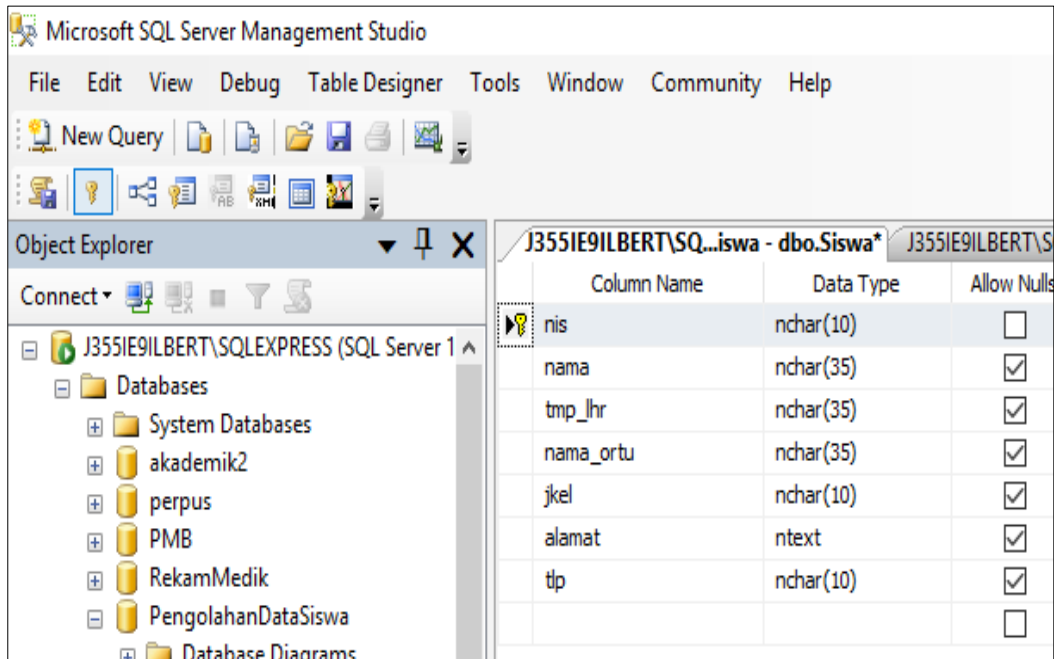 Microsoft SQL Server Management Studio
File Edit View Debug Table Designer Tools Window Community Help
New Query
Object Explorer
Connect
J355IE9ILBERT\SQLEXPRESS (SQL Server 1
Databases
System Databases
akademik2
perpus
PMB
RekamMedik
PengolahanDataSiswa
Database Diagrams
J355IE9ILBERT\SQ...iswa - dbo.Siswa* J355IE9ILBERT\S
Column Name Data Type Allow Nulls
nis nchar(10)
nama nchar(35)
tmp_lhr nchar(35)
nama_ortu nchar(35)
jkel nchar(10)
alamat ntext
tlp nchar(10)